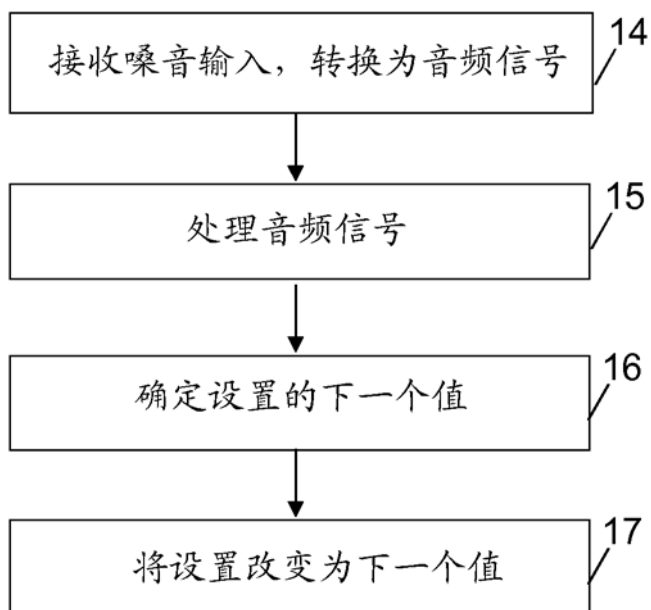 接收嗓音输入，转换为音频信号
14
处理音频信号
15
确定设置的下一个值
16
将设置改变为下一个值
17